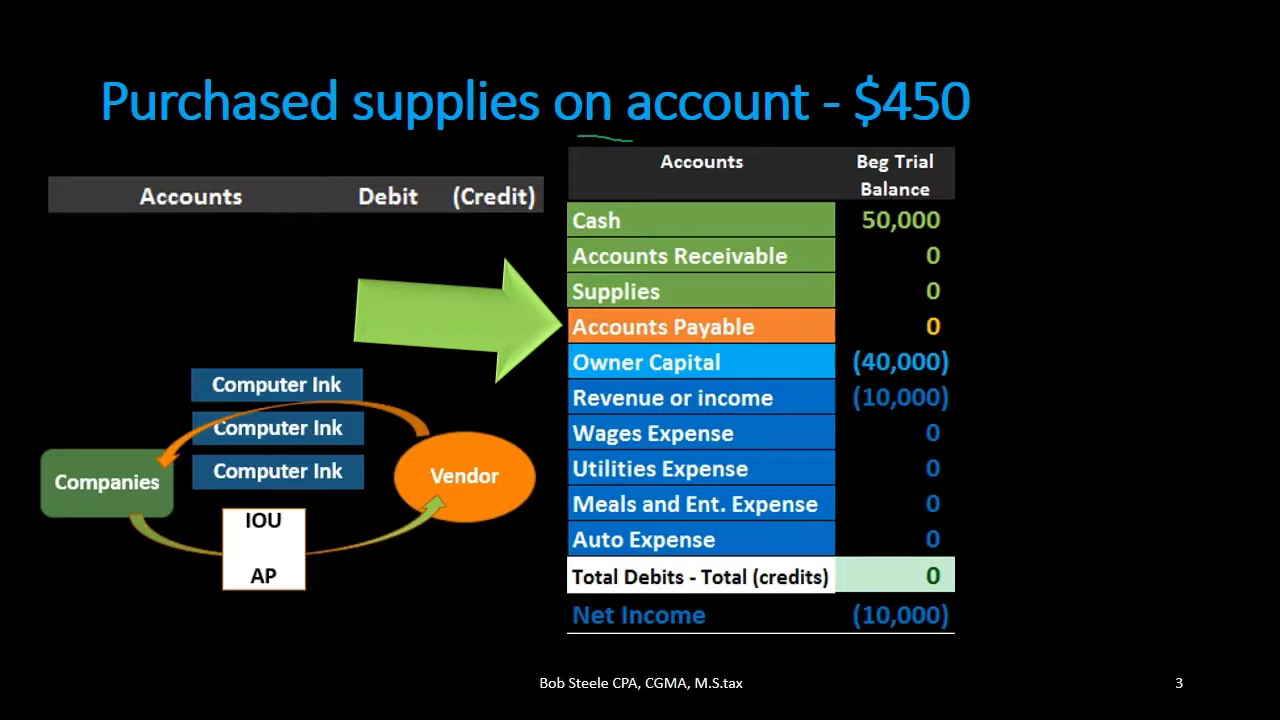 Purchased supplies on account - $450
Accounts Debit (Credit)
Computer Ink
Computer Ink
Computer Ink
Companies
Vendor
IOU
AP
Accounts Beg Trial Balance
Cash 50,000
Accounts Receivable 0
Supplies 0
Accounts Payable 0
Owner Capital (40,000)
Revenue or income (10,000)
Wages Expense 0
Utilities Expense 0
Meals and Ent. Expense 0
Auto Expense 0
Total Debits - Total (credits) 0
Net Income (10,000)
Bob Steele CPA, CGMA, M.S.tax
3